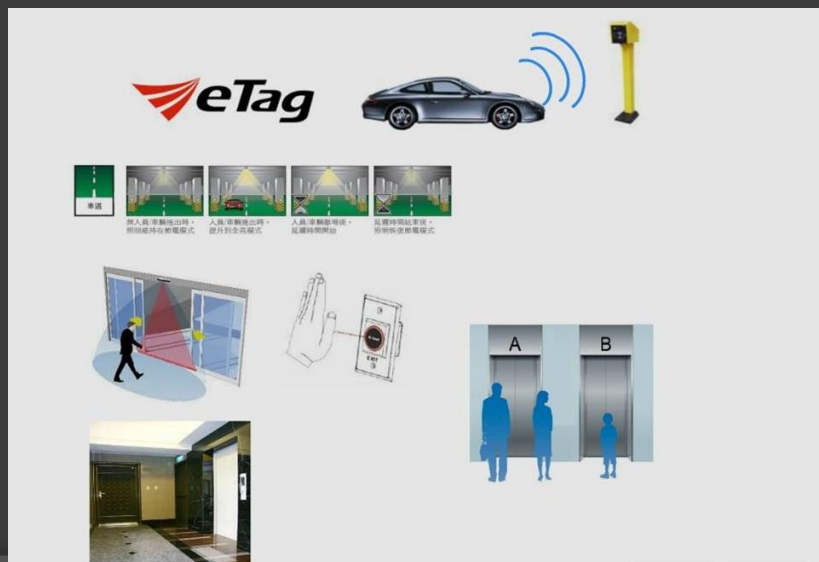 eTag
車道
無人員/車輛進出時，
照明維持在節電模式
人員/車輛進出時，
提升到全亮模式
人員/車輛離場後，
延遲時間開始
延遲時間結束後，
照明恢復節電模式
EXIT
A
B